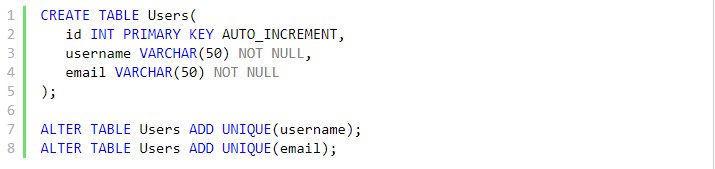 1 CREATE TABLE Users(
2 id INT PRIMARY KEY AUTO_INCREMENT,
3 username VARCHAR(50) NOT NULL,
4 email VARCHAR(50) NOT NULL
5 );
6
7 ALTER TABLE Users ADD UNIQUE(username);
8 ALTER TABLE Users ADD UNIQUE(email);